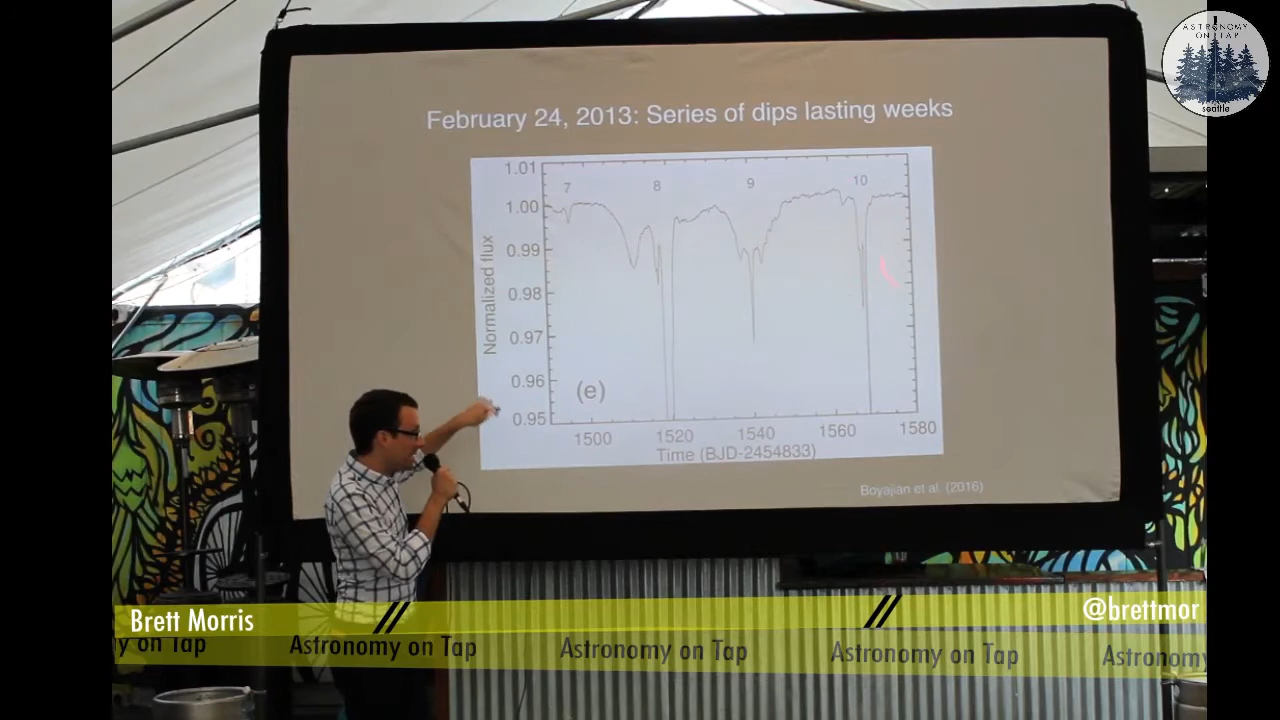 ASTRONOMY
ON TAP
seattle
February 24, 2013: Series of dips lasting weeks
1.01
1.00
0.99
0.98
0.97
0.96
0.95
Normalized flux
7 8 9 10
(e)
1500 1520 1540 1560 1580
Time (BJD-2454833)
Boyajian et al. (2016)
Brett Morris
@brettmor
y on Tap Astronomy on Tap Astronomy on Tap Astronomy on Tap Astronomy